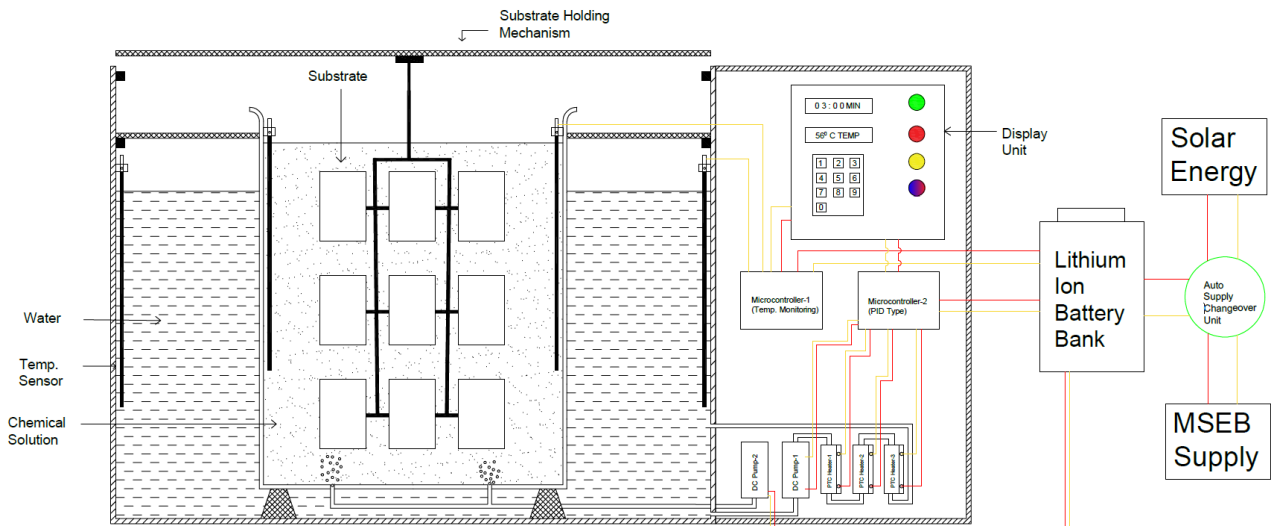 Substrate Holding
Mechanism
Substrate
Water
Temp.
Sensor
Chemical
Solution
0 3 : 0 0 MIN
56⁰ C TEMP
1 2 3
4 5 6
7 8 9
0
Display
Unit
Microcontroller-1
(Temp. Monitoring)
Microcontroller-2
(PID Type)
DC Pump-2
DC Pump-1
PTC Heater-1
PTC Heater-2
PTC Heater-3
Lithium
Ion
Battery
Bank
Solar
Energy
Auto
Supply
Changeover
Unit
MSEB
Supply